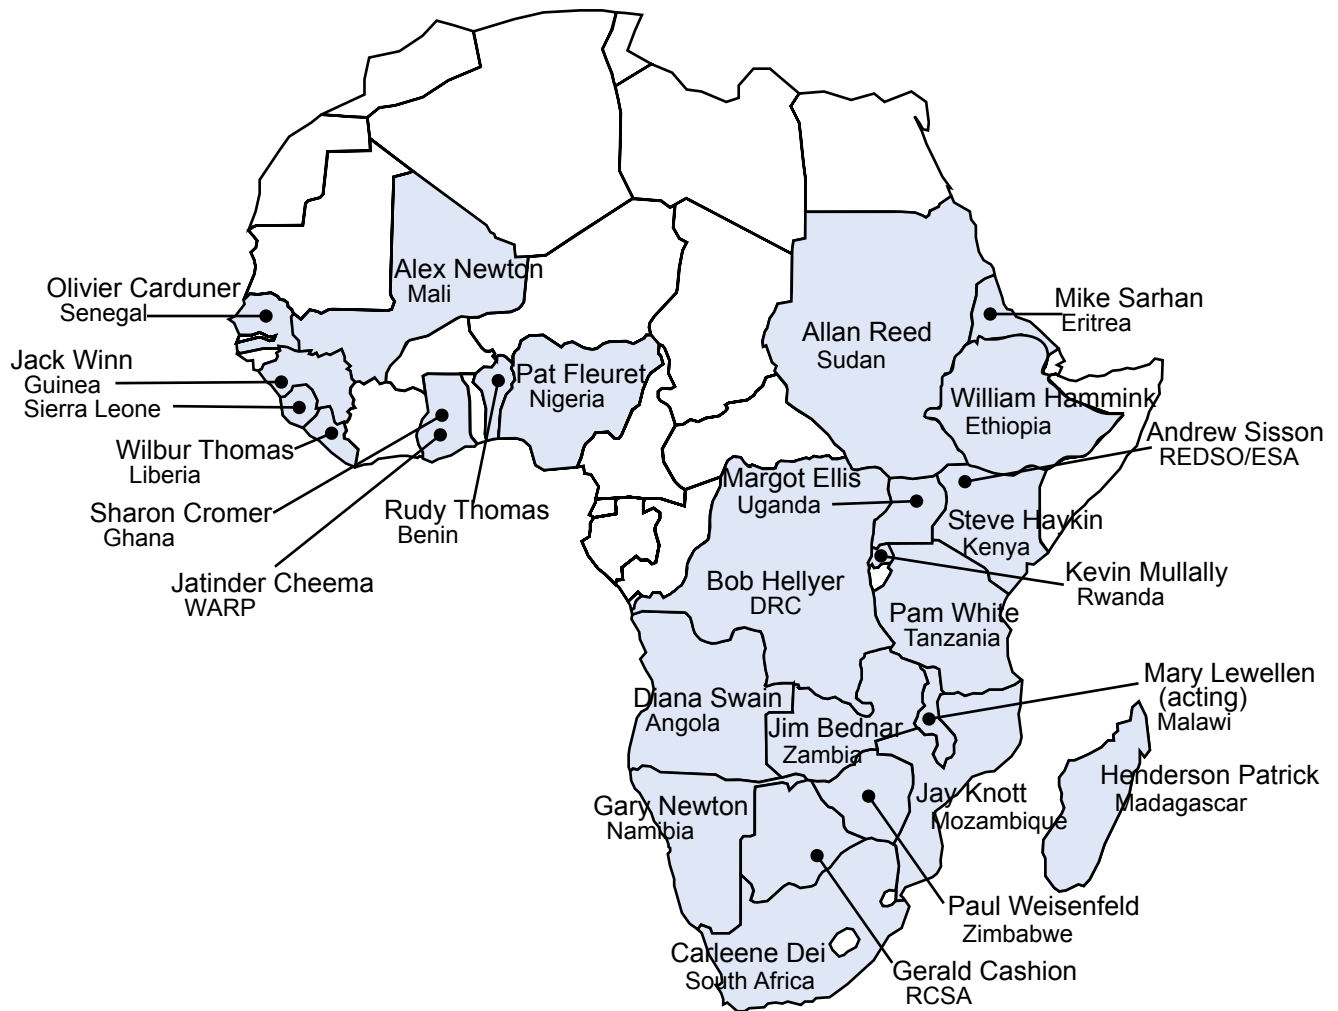 Alex Newton
Mali
Olivier Carduner
Senegal
Jack Winn
Guinea
Sierra Leone
Wilbur Thomas
Liberia
Sharon Cromer
Ghana
Jatinder Cheema
WARP
Rudy Thomas
Benin
Pat Fleuret
Nigeria
Allan Reed
Sudan
Mike Sarhan
Eritrea
William Hammink
Ethiopia
Andrew Sisson
REDSO/ESA
Margot Ellis
Uganda
Steve Haykin
Kenya
Kevin Mullally
Rwanda
Bob Hellyer
DRC
Pam White
Tanzania
Mary Lewellen
(acting)
Malawi
Diana Swain
Angola
Jim Bednar
Zambia
Henderson Patrick
Madagascar
Gary Newton
Namibia
Jay Knott
Mozambique
Paul Weisenfeld
Zimbabwe
Carleene Dei
South Africa
Gerald Cashion
RCSA